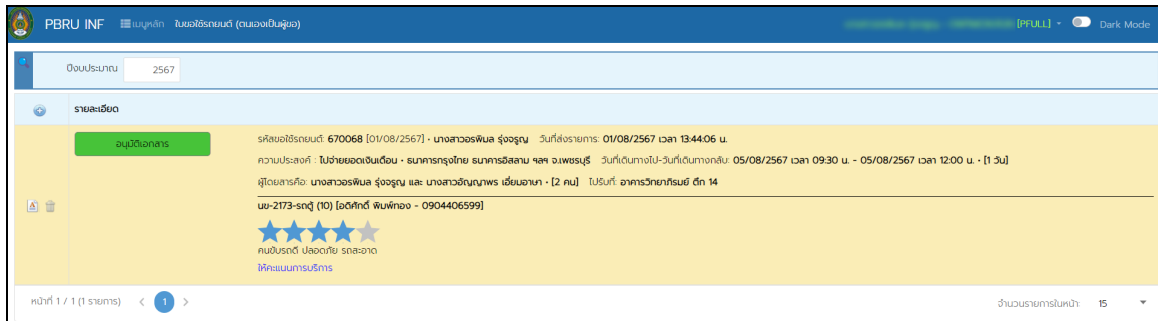 PBRU INF เมนูหลัก ใบขอใช้รถยนต์ (ตนเองเป็นผู้ขอ) [PFULL] Dark Mode
ปีงบประมาณ 2567
รายละเอียด
อนุมัติเอกสาร
รหัสขอใช้รถยนต์: 670068 [01/08/2567] • นางสาวอรพิมล รุ่งจรูญ วันที่ส่งรายการ: 01/08/2567 เวลา 13:44:06 น.
ความประสงค์ : ไปจ่ายยอดเงินเดือน • ธนาคารกรุงไทย ธนาคารอิสลาม ฯลฯ จ.เพชรบุรี วันที่เดินทางไป-วันที่เดินทางกลับ: 05/08/2567 เวลา 09:30 น. - 05/08/2567 เวลา 12:00 น. • [1 วัน]
ผู้โดยสารคือ: นางสาวอรพิมล รุ่งจรูญ และ นางสาวอัญญาพร เอี่ยมอาษา • [2 คน] ไปรับที่: อาคารวิทยาภิรมย์ ตึก 14
นข-2173-รถตู้ (10) [อดิศักดิ์ พิมพ์ทอง - 0904406599]
คนขับรถดี ปลอดภัย รถสะอาด
ให้คะแนนการบริการ
หน้าที่ 1 / 1 (1 รายการ) < 1 > จำนวนรายการในหน้า: 15